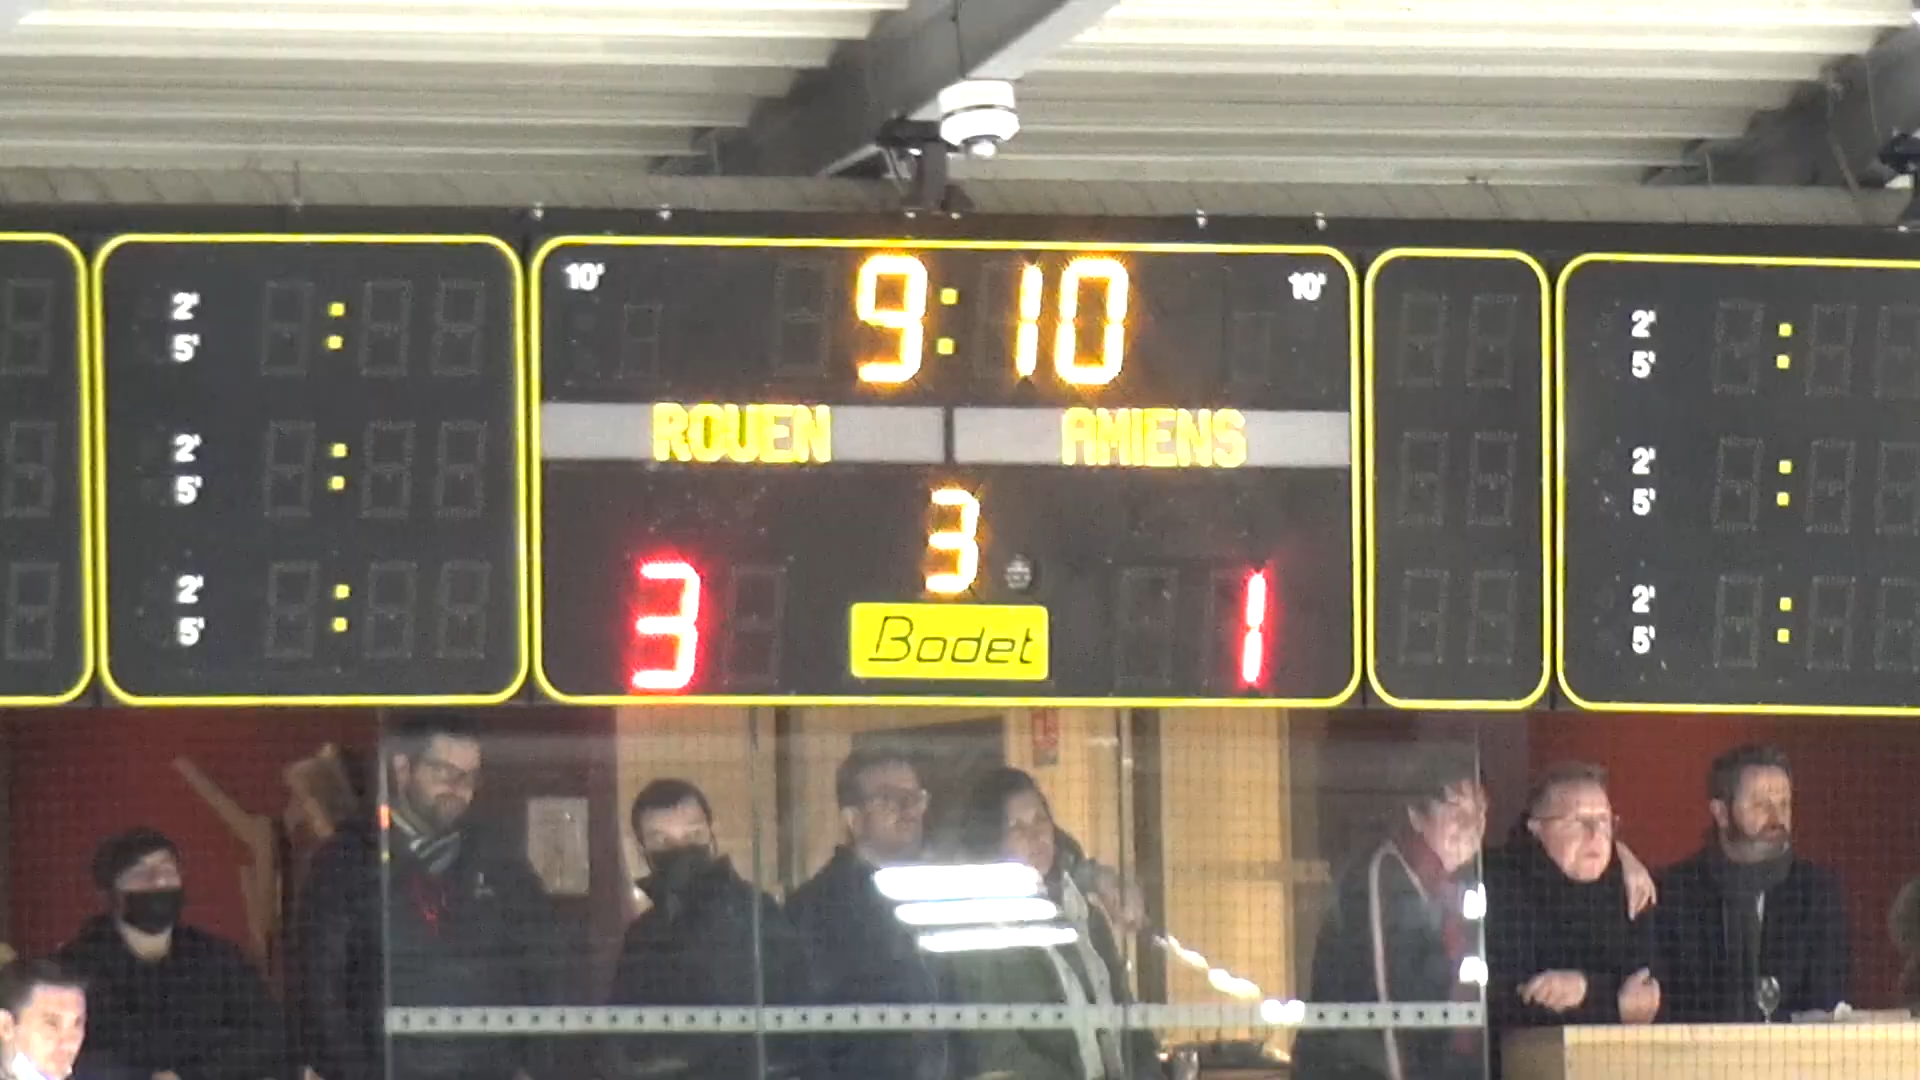 10' 9:10 10'
2' : 2' :
5' 5'
ROUEN AMIENS
2' : 2' :
5' 5'
3
3 1
2' : 2' :
5' 5'
Bodet